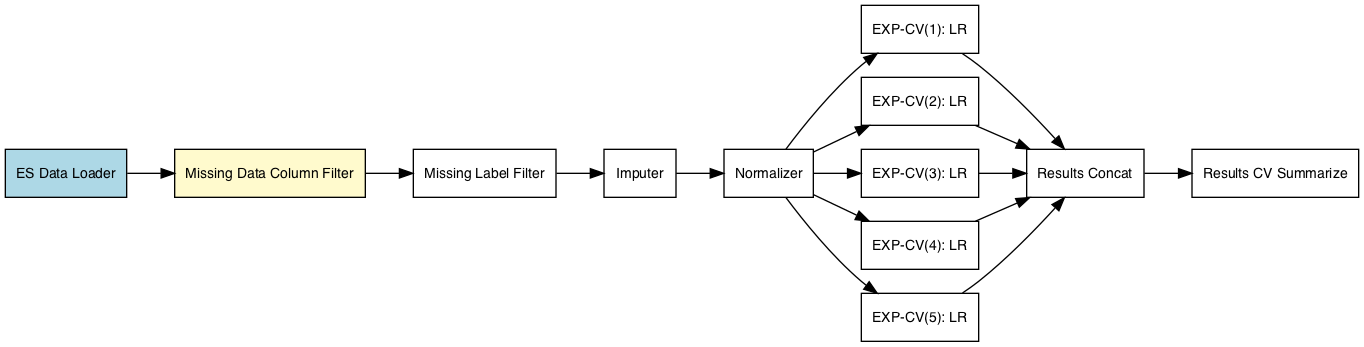 ES Data Loader
Missing Data Column Filter
Missing Label Filter
Imputer
Normalizer
EXP-CV(1): LR
EXP-CV(2): LR
EXP-CV(3): LR
EXP-CV(4): LR
EXP-CV(5): LR
Results Concat
Results CV Summarize